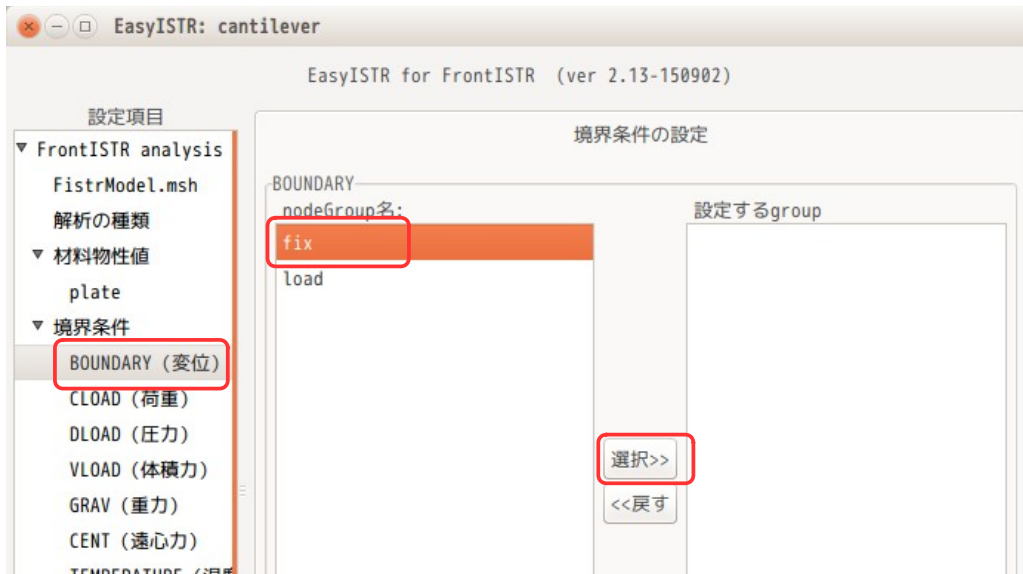 EasyISTR: cantilever
EasyISTR for FrontISTR (ver 2.13-150902)
設定項目
FrontISTR analysis
FistrModel.msh
解析の種類
材料物性値
plate
境界条件
BOUNDARY (変位)
CLOAD (荷重)
DLOAD (圧力)
VLOAD (体積力)
GRAV (重力)
CENT (遠心力)
境界条件の設定
BOUNDARY
nodeGroup名:
fix
load
選択>>
<<戻す
設定するgroup